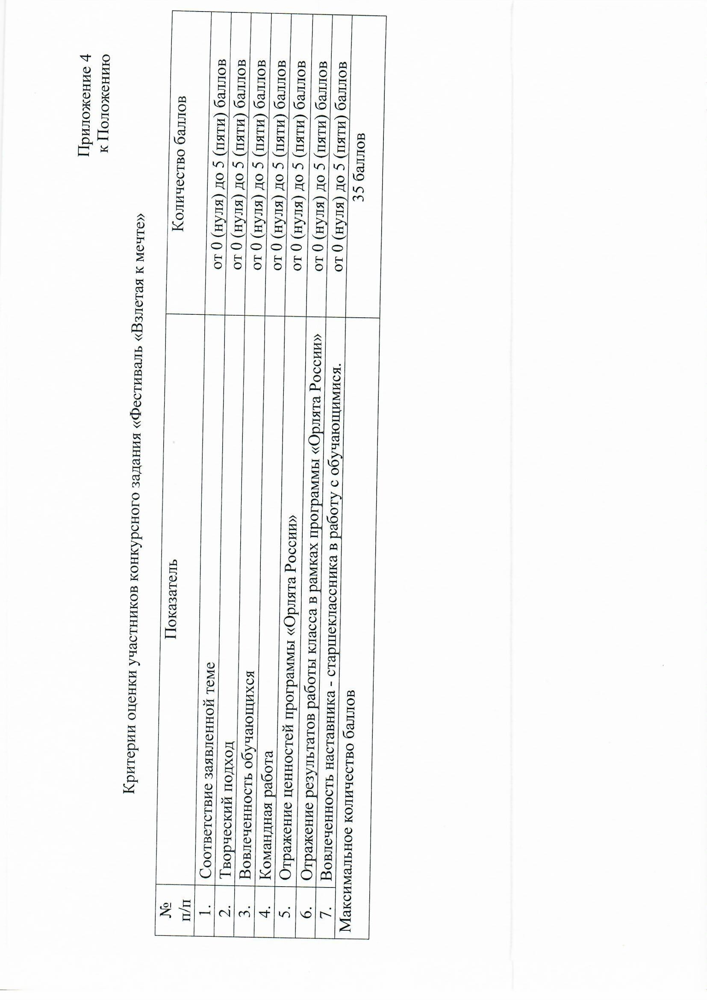 Приложение 4
к Положению
Критерии оценки участников конкурсного задания «Фестиваль «Взлетая к мечте»
№ п/п Показатель Количество баллов
1. Соответствие заявленной теме от 0 (нуля) до 5 (пяти) баллов
2. Творческий подход от 0 (нуля) до 5 (пяти) баллов
3. Вовлеченность обучающихся от 0 (нуля) до 5 (пяти) баллов
4. Командная работа от 0 (нуля) до 5 (пяти) баллов
5. Отражение ценностей программы «Орлята России» от 0 (нуля) до 5 (пяти) баллов
6. Отражение результатов работы класса в рамках программы «Орлята России» от 0 (нуля) до 5 (пяти) баллов
7. Вовлеченность наставника - старшеклассника в работу с обучающимися. от 0 (нуля) до 5 (пяти) баллов
Максимальное количество баллов 35 баллов